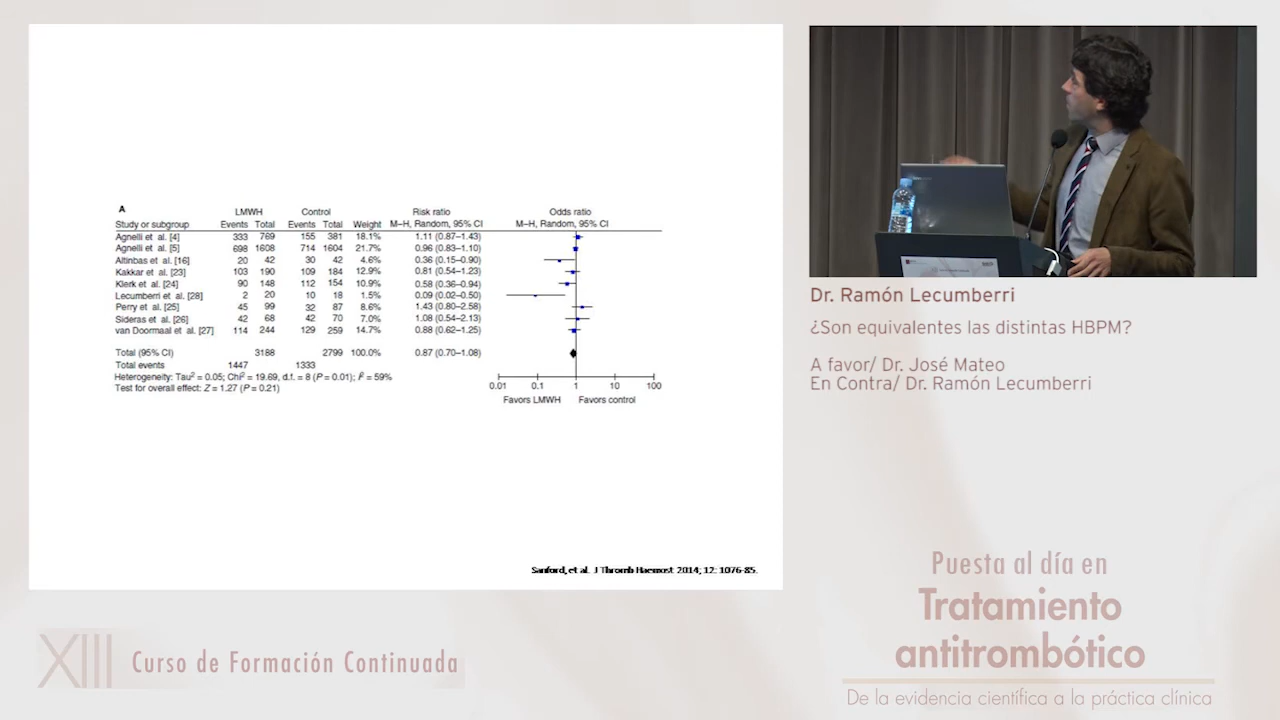 A
LMWH Control Risk ratio Odds ratio
Study or subgroup Events Total Events Total Weight M–H, Random, 95% CI M–H, Random, 95% CI
Agnelli et al. [4] 333 769 155 381 18.1% 1.11 (0.87–1.43)
Agnelli et al. [5] 698 1608 714 1604 21.7% 0.96 (0.83–1.10)
Altinbas et al. [16] 20 42 30 42 4.6% 0.36 (0.15–0.90)
Kakkar et al. [23] 103 190 109 184 12.9% 0.81 (0.54–1.23)
Klerk et al. [24] 90 148 112 154 10.9% 0.58 (0.36–0.94)
Lecumberri et al. [28] 2 20 10 18 1.5% 0.09 (0.02–0.50)
Perry et al. [25] 45 99 32 87 8.6% 1.43 (0.80–2.58)
Sideras et al. [26] 42 68 42 70 5.9% 1.08 (0.54–2.13)
van Doormaal et al. [27] 114 244 129 259 14.7% 0.88 (0.62–1.25)
Total (95% CI) 3188 2799 100.0% 0.87 (0.70–1.08)
Total events 1447 1333
Heterogeneity: Tau² = 0.05; Chi² = 19.69, d.f. = 8 (P = 0.01); I² = 59%
Test for overall effect: Z = 1.27 (P = 0.21)
0.01 0.1 1 10 100
Favors LMWH Favors control
Sanford, et al. J Thromb Haemost 2014; 12: 1076-85.
Dr. Ramón Lecumberri
¿Son equivalentes las distintas HBPM?
A favor/ Dr. José Mateo
En Contra/ Dr. Ramón Lecumberri
Puesta al día en
Tratamiento
antitrombótico
De la evidencia científica a la práctica clínica
XIII Curso de Formación Continuada